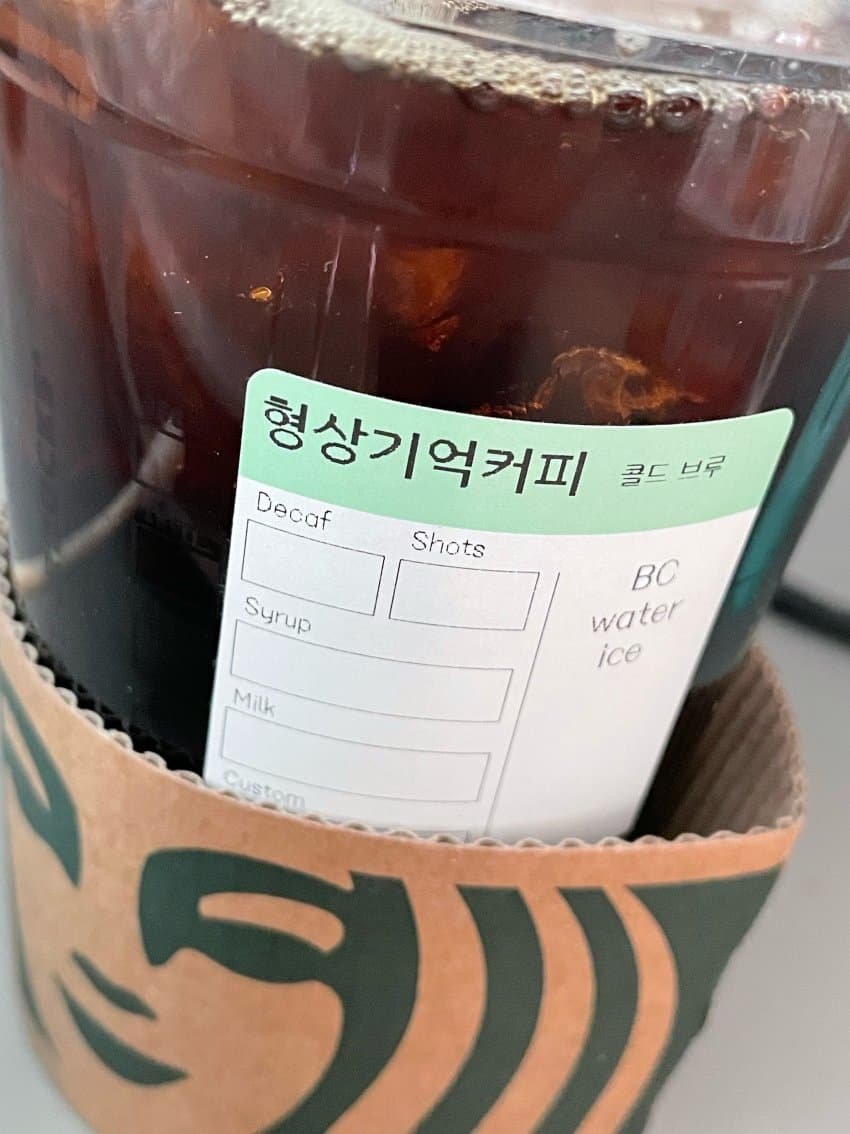 형상기억커피 콜드 브루
Decaf
Shots
Syrup
Milk
Custom
BC
water
ice